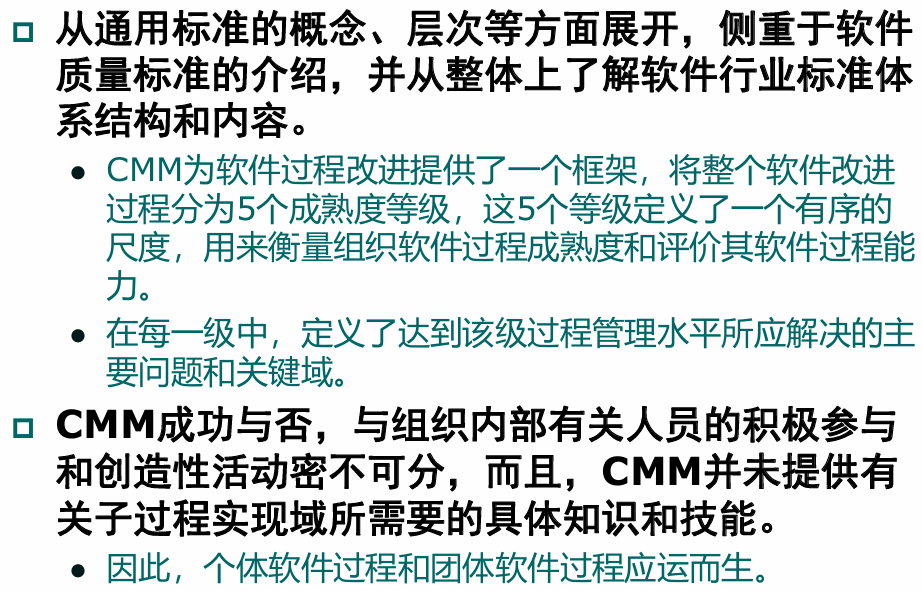 从通用标准的概念、层次等方面展开，侧重于软件
质量标准的介绍，并从整体上了解软件行业标准体
系结构和内容。
CMM为软件过程改进提供了一个框架，将整个软件改进
过程分为5个成熟度等级，这5个等级定义了一个有序的
尺度，用来衡量组织软件过程成熟度和评价其软件过程能
力。
在每一级中，定义了达到该级过程管理水平所应解决的主
要问题和关键域。
CMM成功与否，与组织内部有关人员的积极参与
和创造性活动密不可分，而且，CMM并未提供有
关子过程实现域所需要的具体知识和技能。
因此，个体软件过程和团体软件过程应运而生。